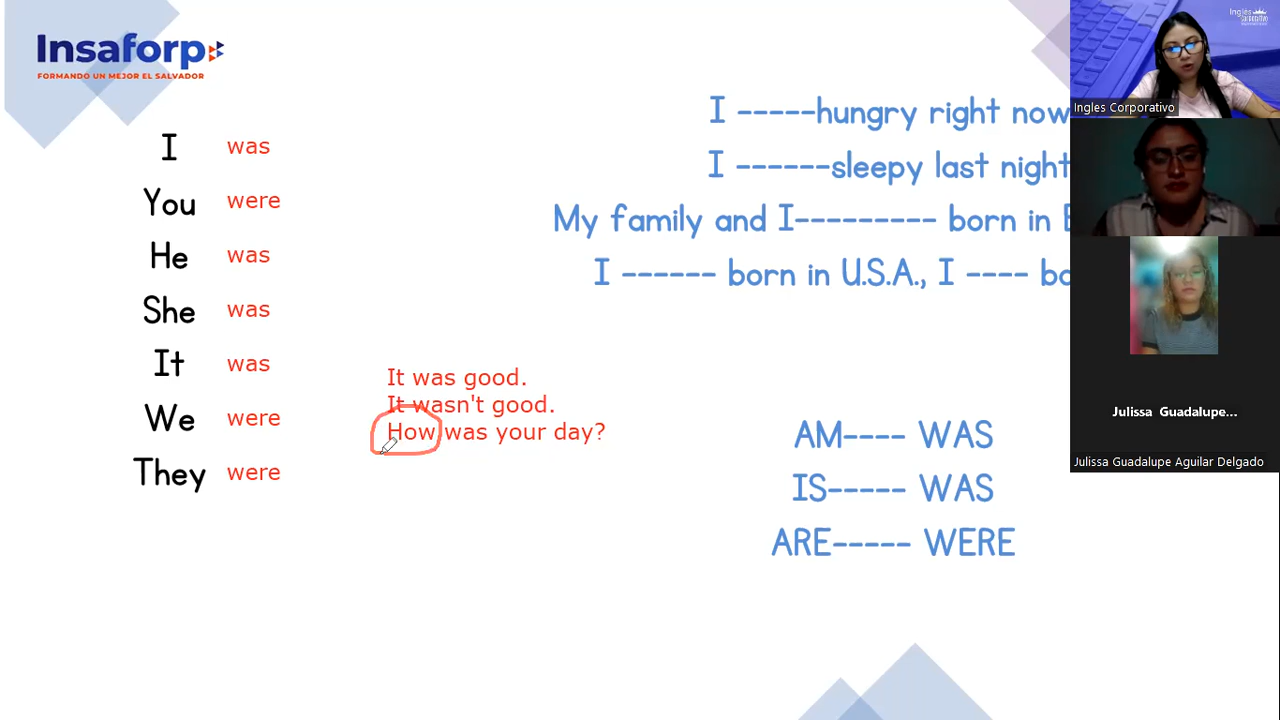 Insaforp
FORMANDO UN MEJOR EL SALVADOR
I was
You were
He was
She was
It was
We were
They were
It was good.
It wasn't good.
How was your day?
I -----hungry right now
I ------sleepy last night
My family and I--------- born in
I ------ born in U.S.A., I ----
AM---- WAS
IS----- WAS
ARE----- WERE
Ingles Corporativo
Julissa Guadalupe...
Julissa Guadalupe Aguilar Delgado